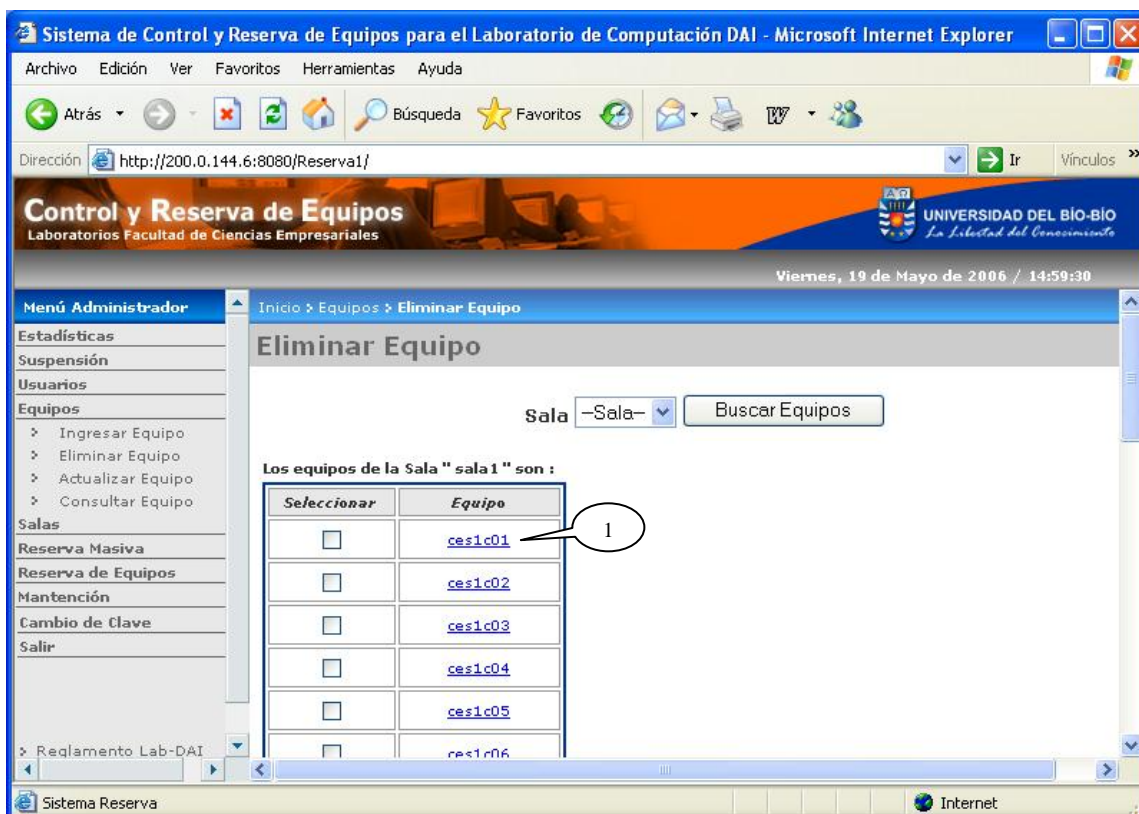 Sistema de Control y Reserva de Equipos para el Laboratorio de Computación DAI - Microsoft Internet Explorer
Archivo Edición Ver Favoritos Herramientas Ayuda
Atrás Búsqueda Favoritos
Dirección http://200.0.144.6:8080/Reserva1/ Ir Vínculos »
Control y Reserva de Equipos
Laboratorios Facultad de Ciencias Empresariales
UNIVERSIDAD DEL BÍO-BÍO
La Libertad del Conocimiento
Viernes, 19 de Mayo de 2006 / 14:59:30
Menú Administrador
Estadísticas
Suspensión
Usuarios
Equipos
Ingresar Equipo
Eliminar Equipo
Actualizar Equipo
Consultar Equipo
Salas
Reserva Masiva
Reserva de Equipos
Mantención
Cambio de Clave
Salir
Reglamento Lab-DAI
Inicio > Equipos > Eliminar Equipo
Eliminar Equipo
Sala –Sala– Buscar Equipos
Los equipos de la Sala " sala1 " son :
Seleccionar Equipo
ces1c01
1
ces1c02
ces1c03
ces1c04
ces1c05
ces1c06
Sistema Reserva Internet